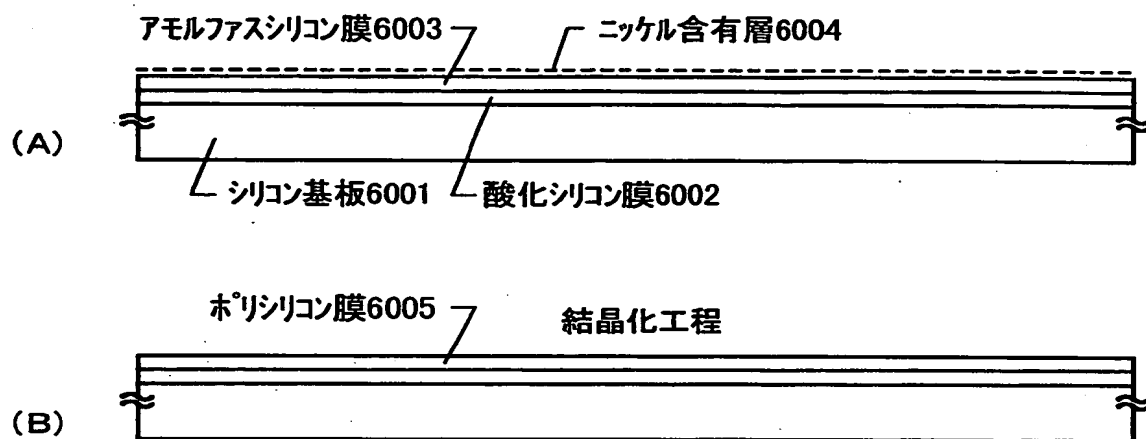 アモルファスシリコン膜6003
ニッケル含有層6004
(A)
シリコン基板6001
酸化シリコン膜6002
ポリシリコン膜6005
結晶化工程
(B)